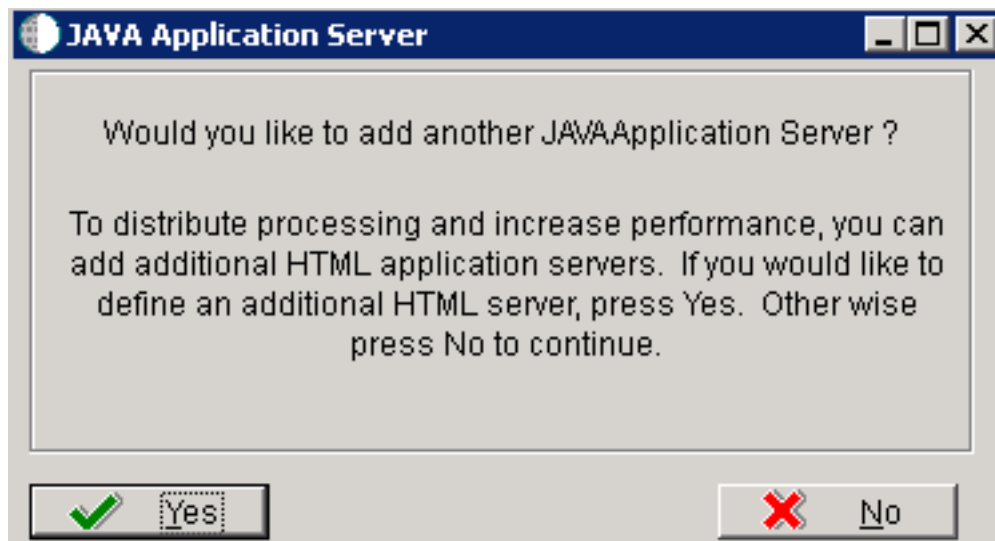 JAVA Application Server
Would you like to add another JAVAApplication Server ?
To distribute processing and increase performance, you can
add additional HTML application servers.  If you would like to
define an additional HTML server, press Yes.  Other wise
press No to continue.
Yes
No